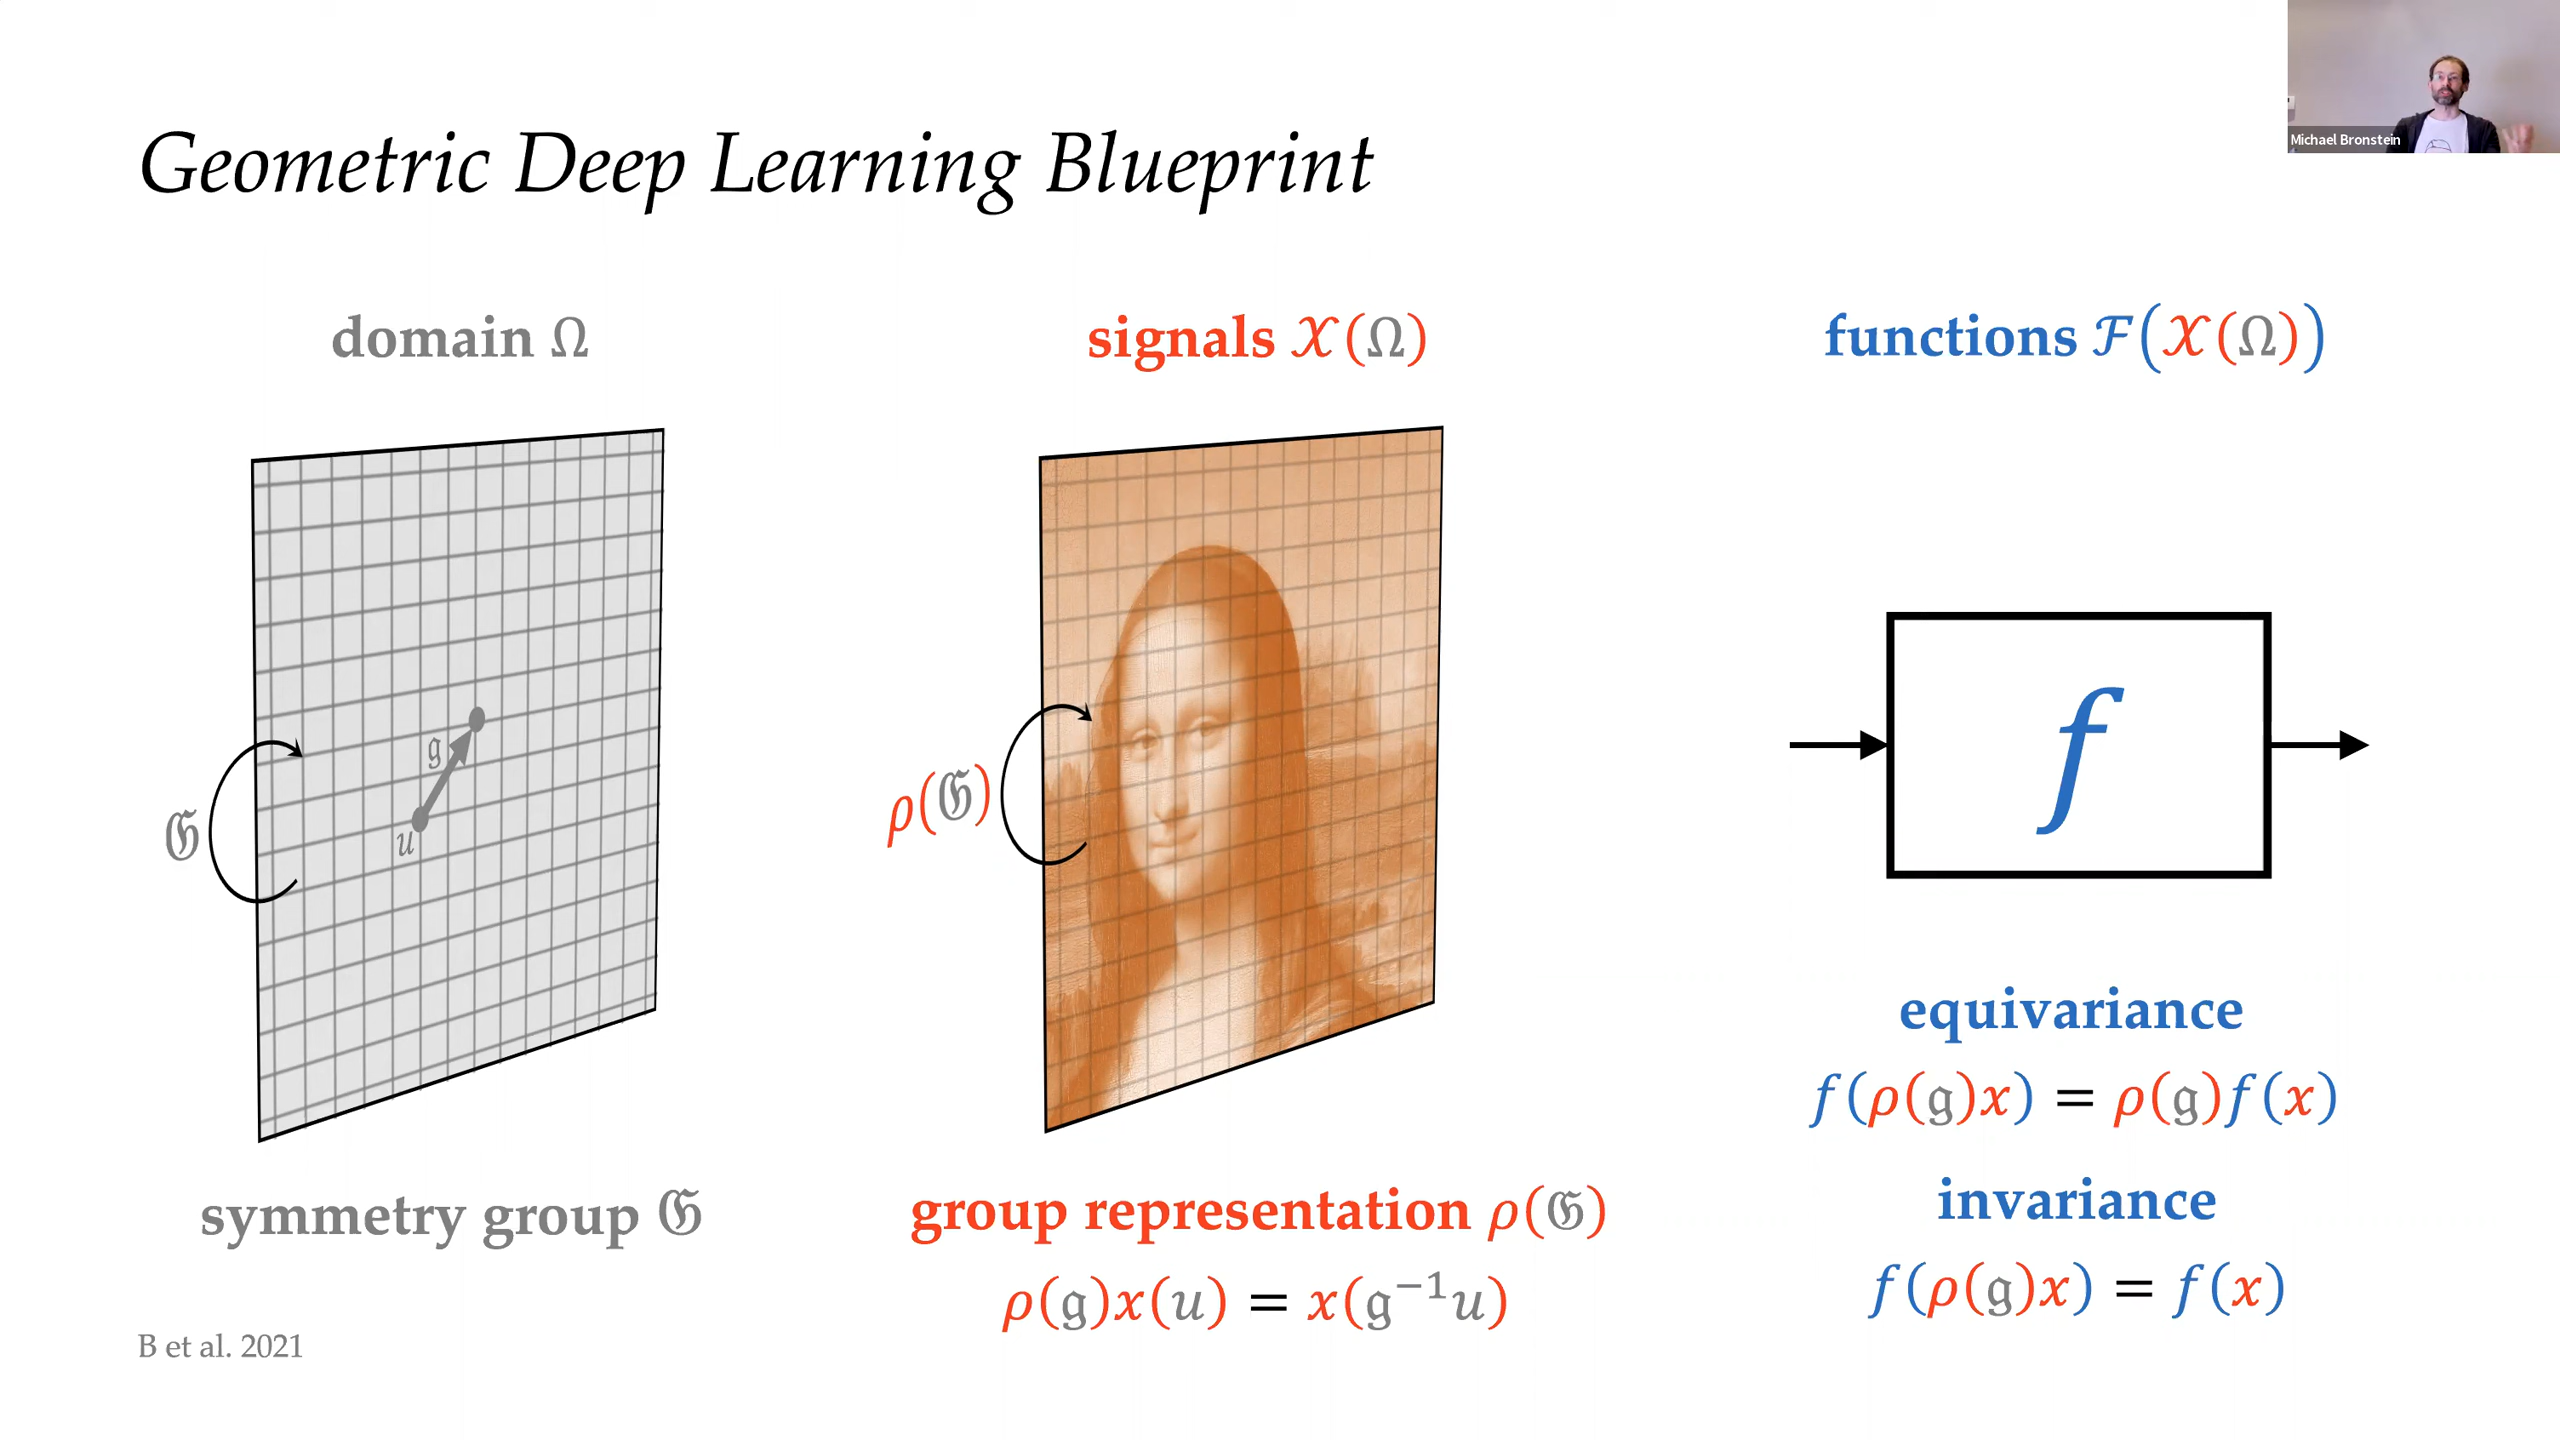 Michael Bronstein
Geometric Deep Learning Blueprint
domain Ω
signals 𝒳(Ω)
functions ℱ(𝒳(Ω))
𝔊
𝔤
u
ρ(𝔊)
f
symmetry group 𝔊
group representation ρ(𝔊)
ρ(𝔤)x(u) = x(𝔤⁻¹u)
equivariance
f(ρ(𝔤)x) = ρ(𝔤)f(x)
invariance
f(ρ(𝔤)x) = f(x)
B et al. 2021